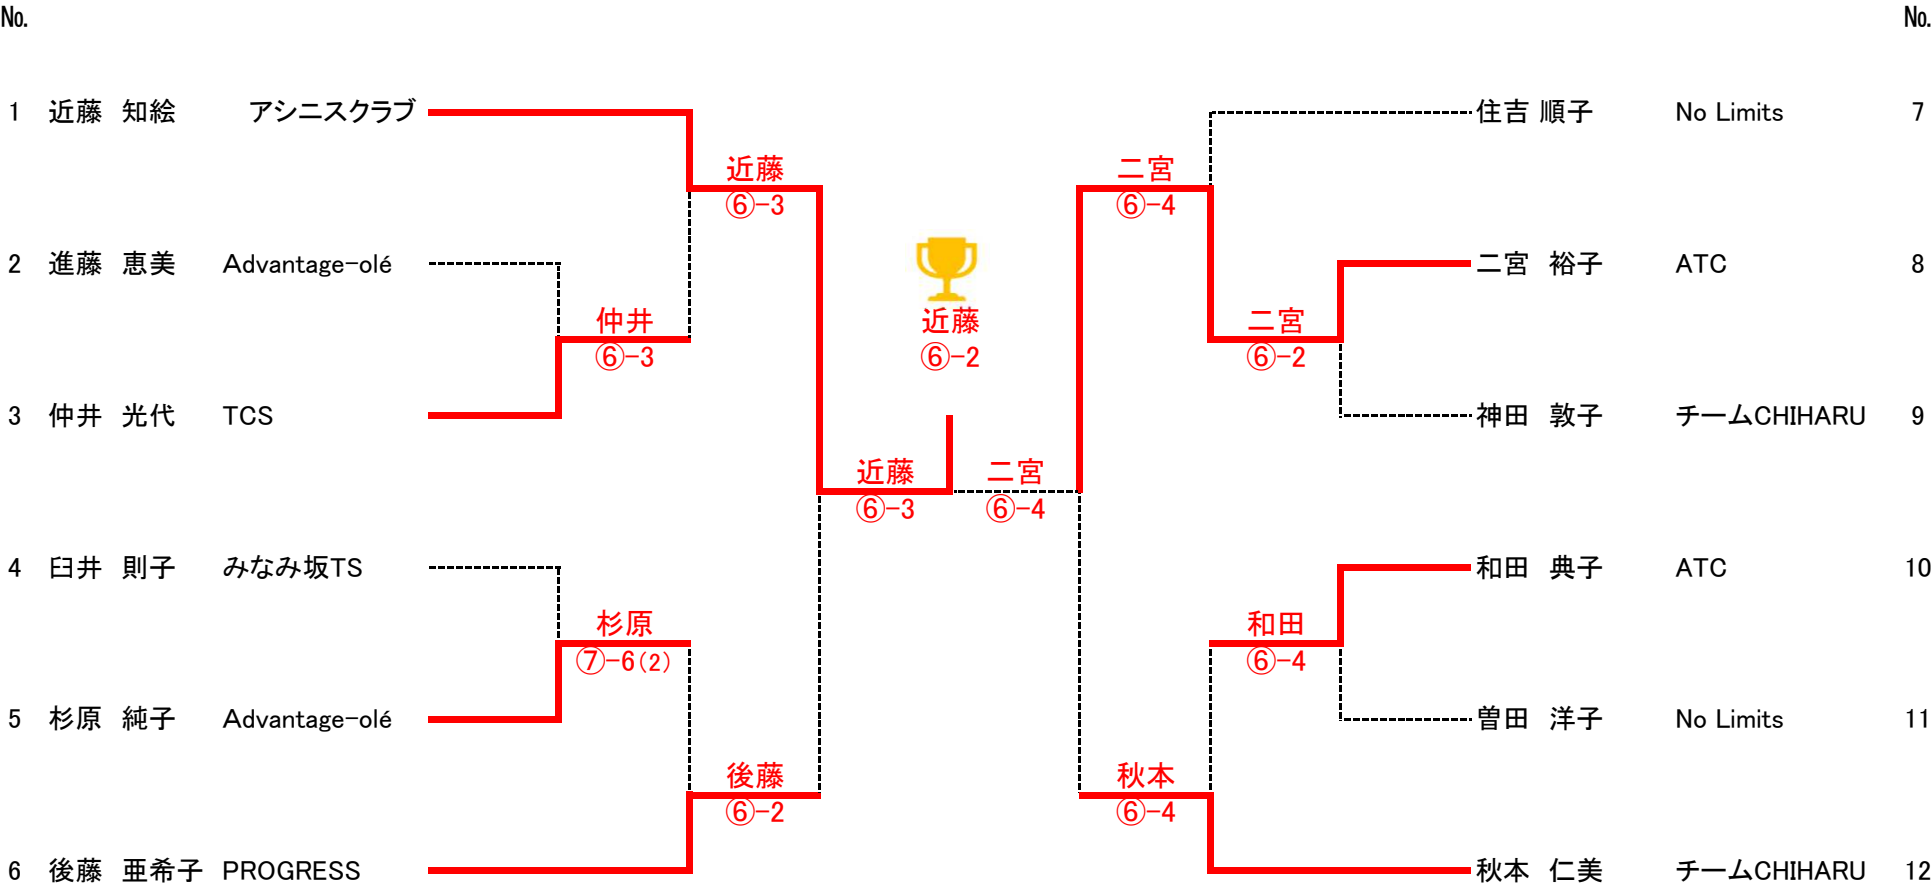 No. No.
1 近藤 知絵 アシニスクラブ 住吉 順子 No Limits 7
近藤 二宮
⑥-3 ⑥-4
2 進藤 恵美 Advantage-olé 二宮 裕子 ATC 8
仲井 近藤 二宮
⑥-3 ⑥-2 ⑥-2
3 仲井 光代 TCS 神田 敦子 チームCHIHARU 9
近藤 二宮
⑥-3 ⑥-4
4 臼井 則子 みなみ坂TS 和田 典子 ATC 10
杉原 和田
⑦-6(2) ⑥-4
5 杉原 純子 Advantage-olé 曽田 洋子 No Limits 11
後藤 秋本
⑥-2 ⑥-4
6 後藤 亜希子 PROGRESS 秋本 仁美 チームCHIHARU 12